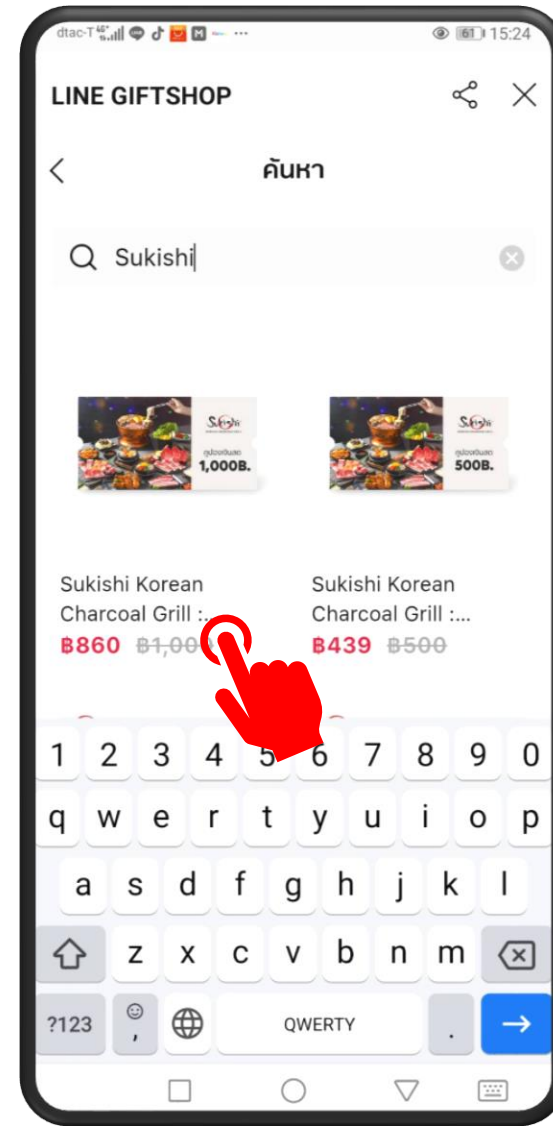 dtac-T
61 15:24
LINE GIFTSHOP
ค้นหา
Sukishi
Sukishi
คูปองเงินสด
1,000B.
Sukishi
คูปองเงินสด
500B.
Sukishi Korean
Charcoal Grill :...
฿860 ฿1,000
Sukishi Korean
Charcoal Grill :...
฿439 ฿500
1 2 3 4 5 6 7 8 9 0
q w e r t y u i o p
a s d f g h j k l
z x c v b n m
?123 , QWERTY .